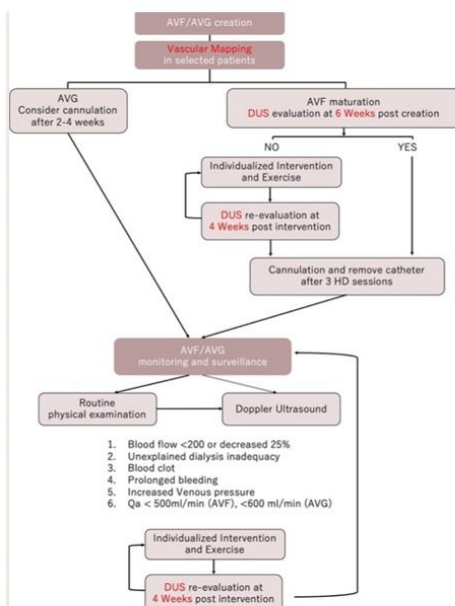 AVF/AVG creation
Vascular Mapping
in selected patients
AVG
Consider cannulation
after 2-4 weeks
AVF maturation
DUS evaluation at 6 Weeks post creation
NO
YES
Individualized Intervention
and Exercise
DUS re-evaluation at
4 Weeks post intervention
Cannulation and remove catheter
after 3 HD sessions
AVF/AVG
monitoring and surveillance
Routine
physical examination
Doppler Ultrasound
1. Blood flow <200 or decreased 25%
2. Unexplained dialysis inadequacy
3. Blood clot
4. Prolonged bleeding
5. Increased Venous pressure
6. Qa < 500ml/min (AVF), <600 ml/min (AVG)
Individualized Intervention
and Exercise
DUS re-evaluation at
4 Weeks post intervention